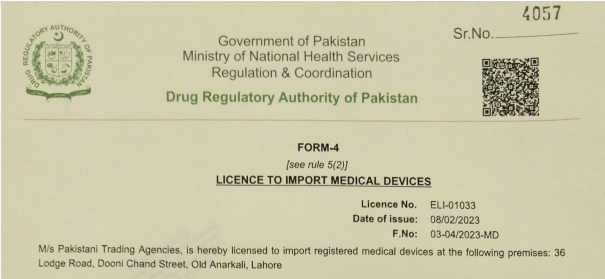 4057
Sr.No.
DRUG REGULATORY AUTHORITY OF PAKISTAN
Government of Pakistan
Ministry of National Health Services
Regulation & Coordination
Drug Regulatory Authority of Pakistan
FORM-4
[see rule 5(2)]
LICENCE TO IMPORT MEDICAL DEVICES
Licence No. ELI-01033
Date of issue: 08/02/2023
F.No: 03-04/2023-MD
M/s Pakistani Trading Agencies, is hereby licensed to import registered medical devices at the following premises: 36
Lodge Road, Dooni Chand Street, Old Anarkali, Lahore